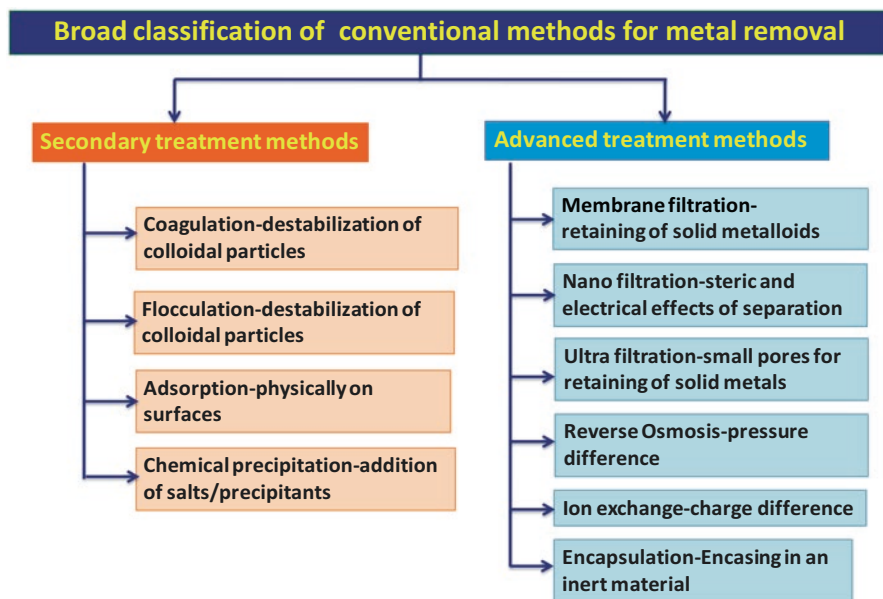 Broad classification of conventional methods for metal removal
Secondary treatment methods
Coagulation-destabilization of
colloidal particles
Flocculation-destabilization of
colloidal particles
Adsorption-physically on
surfaces
Chemical precipitation-addition
of salts/precipitants
Advanced treatment methods
Membrane filtration-
retaining of solid metalloids
Nano filtration-steric and
electrical effects of separation
Ultra filtration-small pores for
retaining of solid metals
Reverse Osmosis-pressure
difference
Ion exchange-charge difference
Encapsulation-Encasing in an
inert material